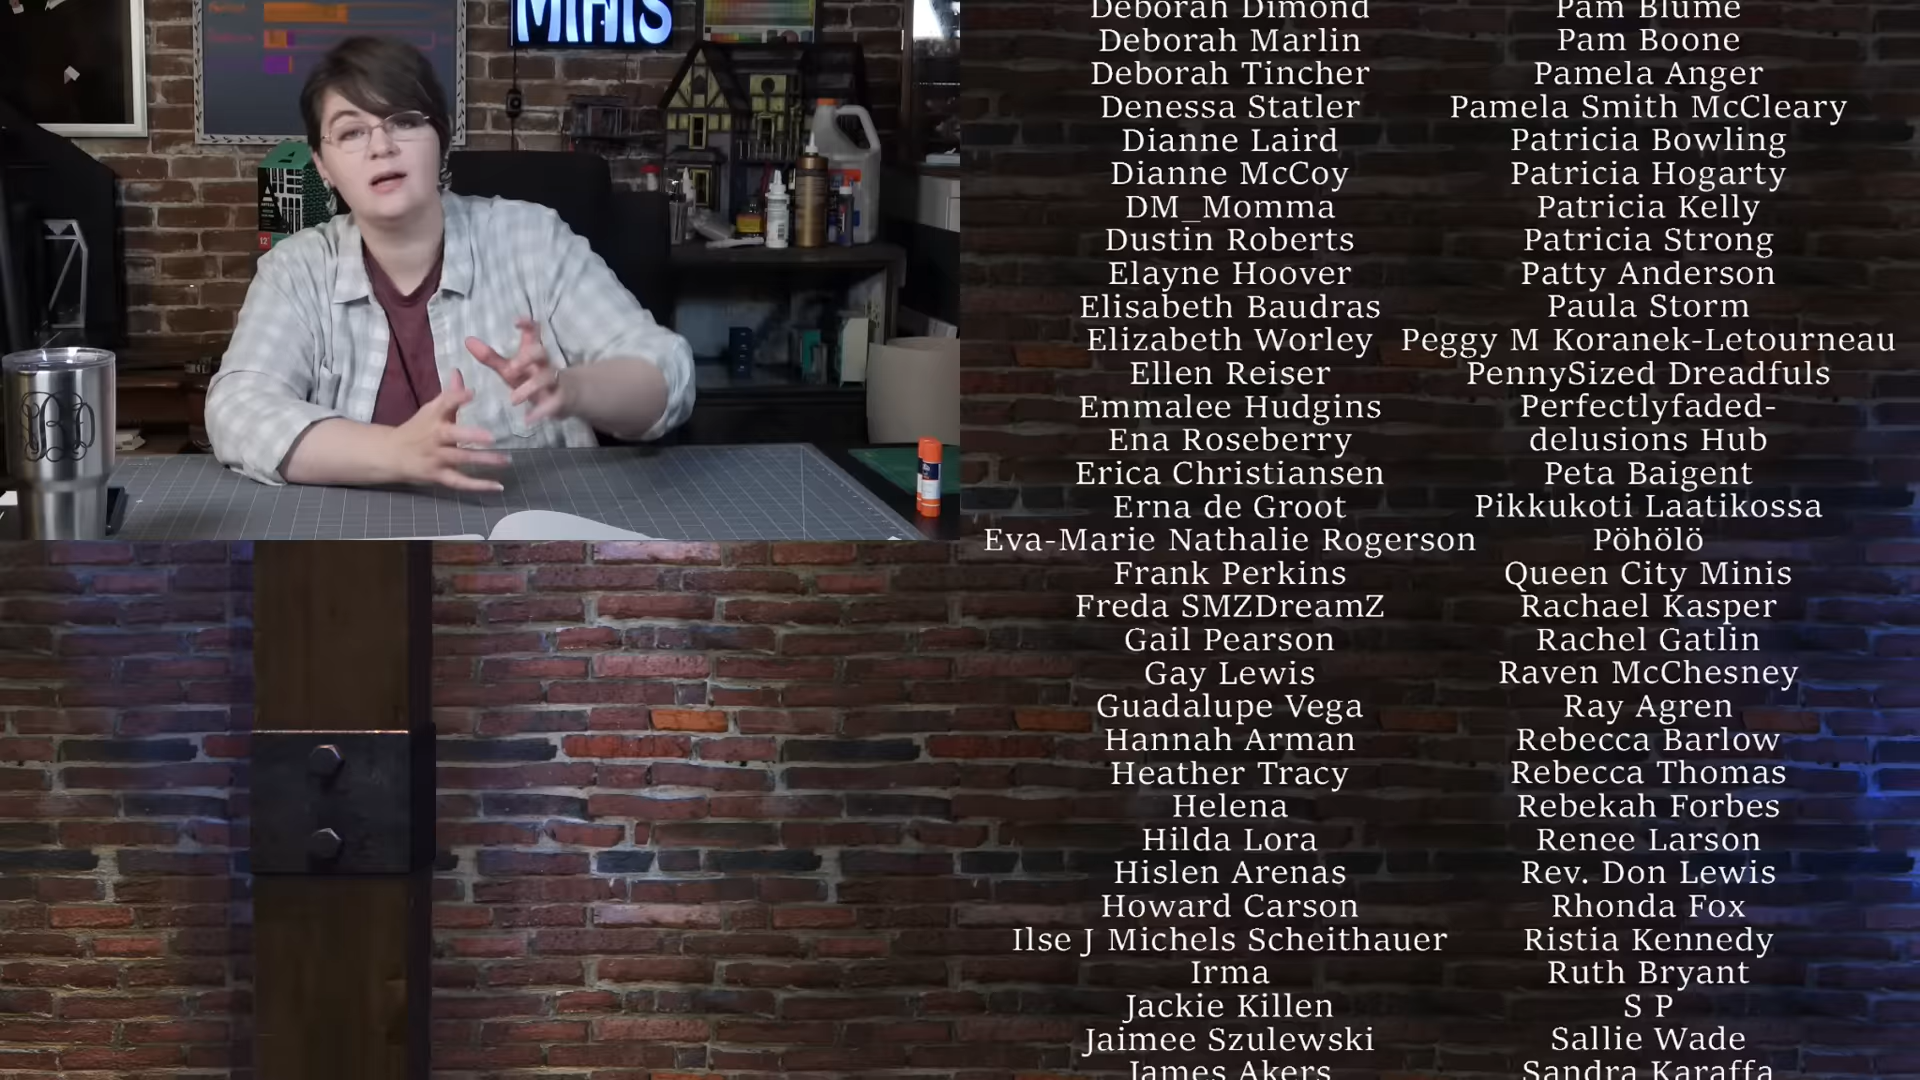 MINIS
Deborah Dimond
Deborah Marlin
Deborah Tincher
Denessa Statler
Dianne Laird
Dianne McCoy
DM_Momma
Dustin Roberts
Elayne Hoover
Elisabeth Baudras
Elizabeth Worley
Ellen Reiser
Emmalee Hudgins
Ena Roseberry
Erica Christiansen
Erna de Groot
Eva-Marie Nathalie Rogerson
Frank Perkins
Freda SMZDreamZ
Gail Pearson
Gay Lewis
Guadalupe Vega
Hannah Arman
Heather Tracy
Helena
Hilda Lora
Hislen Arenas
Howard Carson
Ilse J Michels Scheithauer
Irma
Jackie Killen
Jaimee Szulewski
James Akers
Pam Blume
Pam Boone
Pamela Anger
Pamela Smith McCleary
Patricia Bowling
Patricia Hogarty
Patricia Kelly
Patricia Strong
Patty Anderson
Paula Storm
Peggy M Koranek-Letourneau
PennySized Dreadfuls
Perfectlyfaded-
delusions Hub
Peta Baigent
Pikkukoti Laatikossa
Pöhölö
Queen City Minis
Rachael Kasper
Rachel Gatlin
Raven McChesney
Ray Agren
Rebecca Barlow
Rebecca Thomas
Rebekah Forbes
Renee Larson
Rev. Don Lewis
Rhonda Fox
Ristia Kennedy
Ruth Bryant
S P
Sallie Wade
Sandra Karaffa